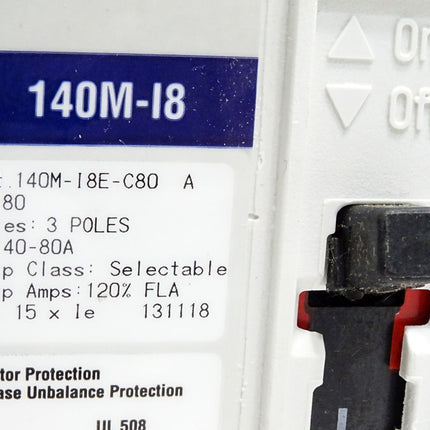 140M-I8
.140M-I8E-C80 A
80
es: 3 POLES
40-80A
p Class: Selectable
p Amps:120% FLA
15 x Ie 131118
tor Protection
ase Unbalance Protection
UL 508
On
Off